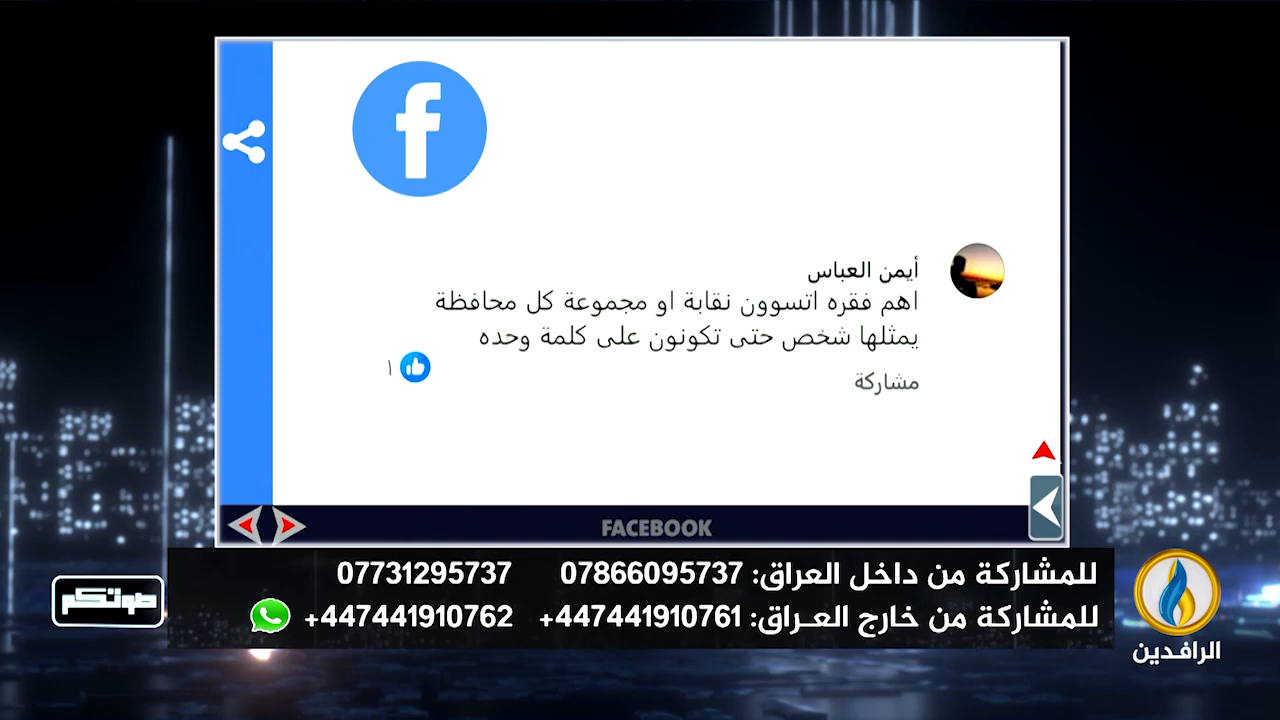 أيمن العباس
اهم فقره اتسوون نقابة او مجموعة كل محافظة
يمثلها شخص حتى تكونون على كلمة وحده
١
مشاركة
FACEBOOK
للمشاركة من داخل العراق: 07866095737 07731295737
للمشاركة من خارج العـراق: 447441910761+ 447441910762+
صوتكم
الرافدين